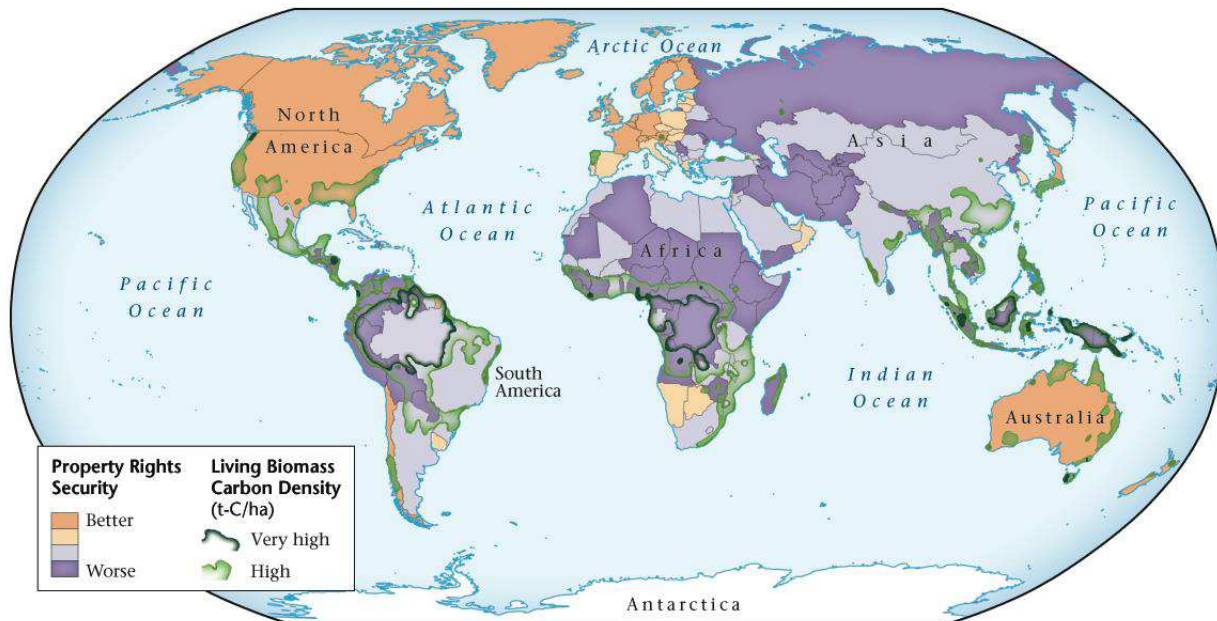 Arctic Ocean
North
America
Asia
Atlantic
Ocean
Pacific
Ocean
Africa
Pacific
Ocean
South
America
Indian
Ocean
Australia
Property Rights
Security
Better
Worse
Living Biomass
Carbon Density
(t-C/ha)
Very high
High
Antarctica